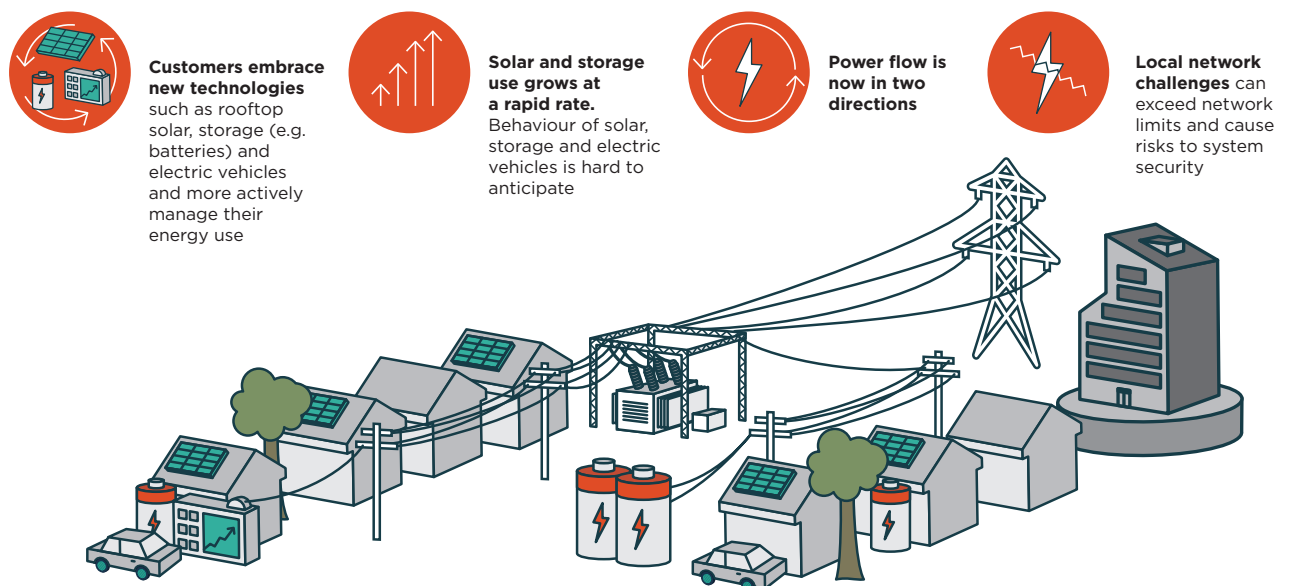 Customers embrace
new technologies
such as rooftop
solar, storage (e.g.
batteries) and
electric vehicles
and more actively
manage their
energy use
Solar and storage
use grows at
a rapid rate.
Behaviour of solar,
storage and electric
vehicles is hard to
anticipate
Power flow is
now in two
directions
Local network
challenges can
exceed network
limits and cause
risks to system
security